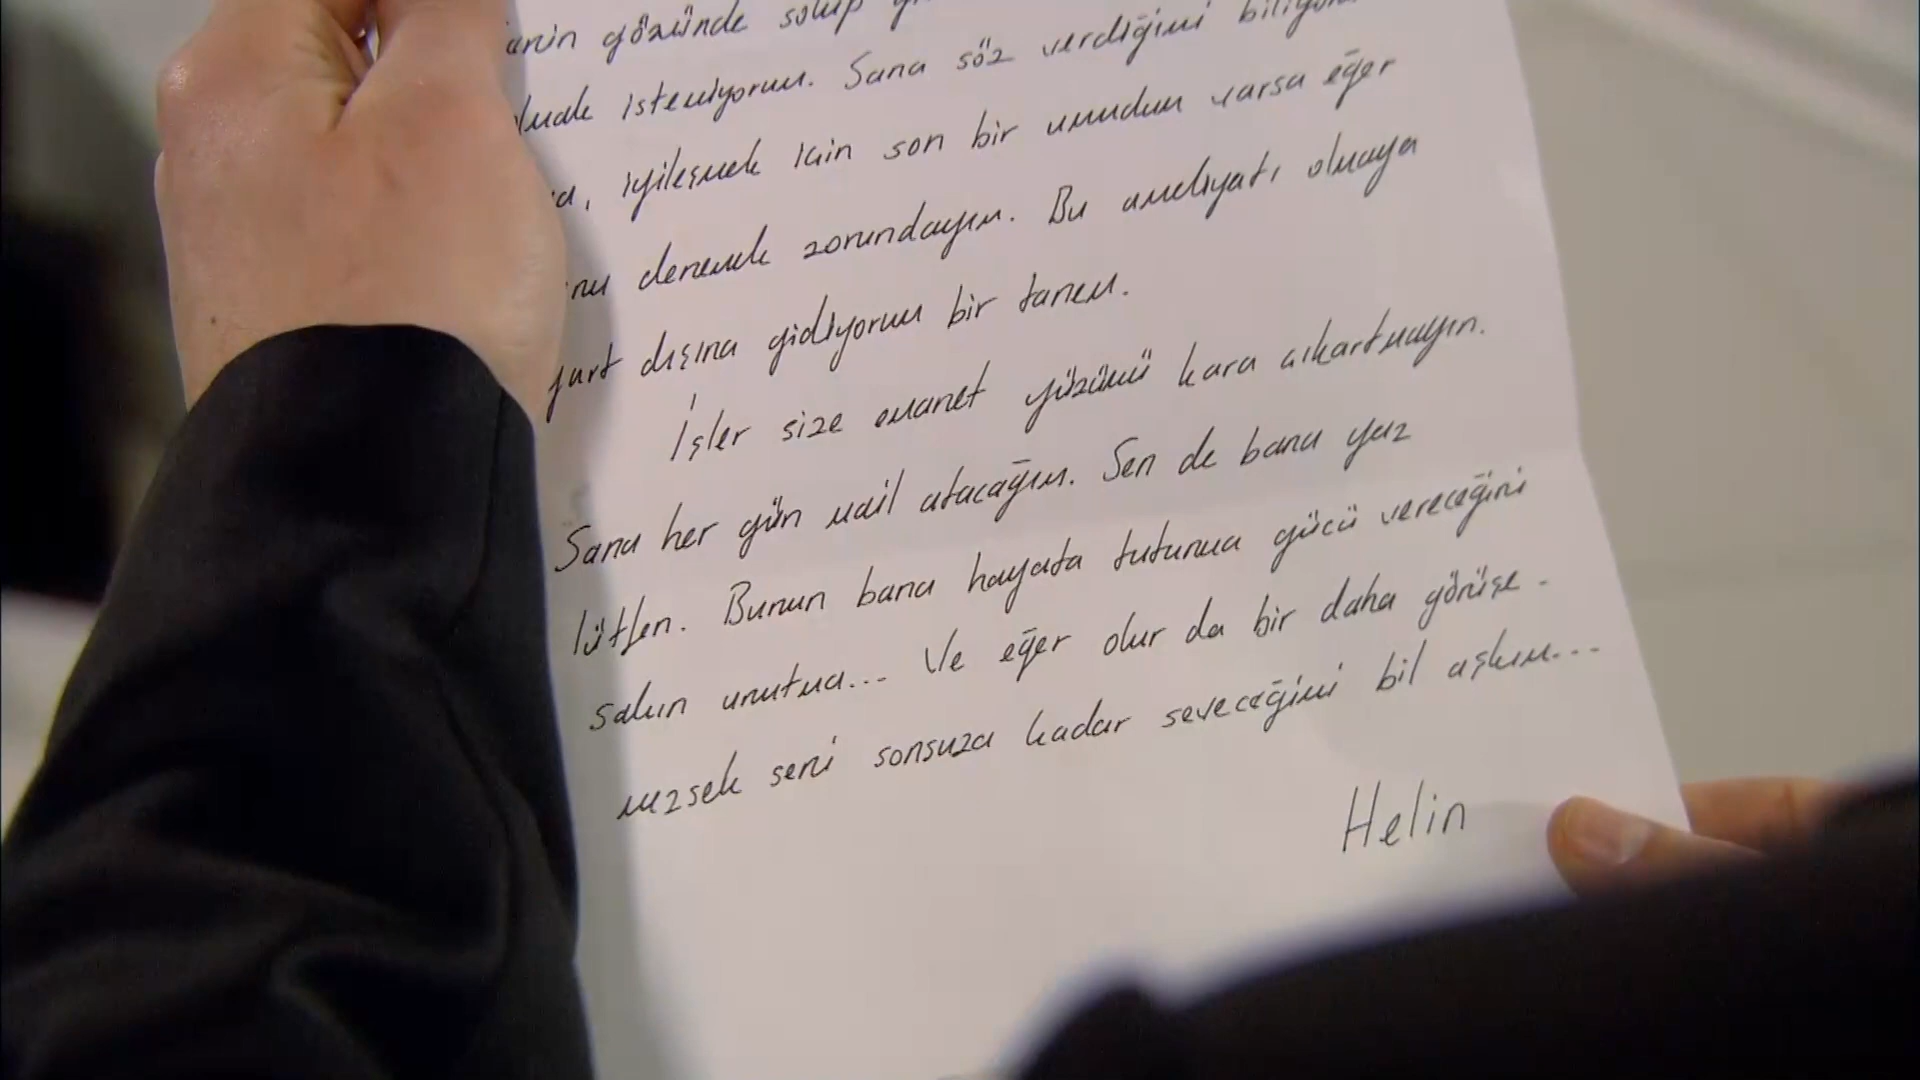 gözünde solup
istemiyorum. Sana söz verdiğimi
iyileşmek için son bir umudum varsa eğer
denemek zorundayım. Bu ameliyatı olmaya
yurt dışına gidiyorum bir tanem.
İşler size emanet yüzümü kara çıkartmayın.
Sana her gün mail atacağım. Sen de bana yaz
lütfen. Bunun bana hayata tutunma gücü vereceğini
sakın unutma... Ve eğer olur da bir daha görüşe-
mezsek seni sonsuza kadar seveceğimi bil aşkım...
Helin